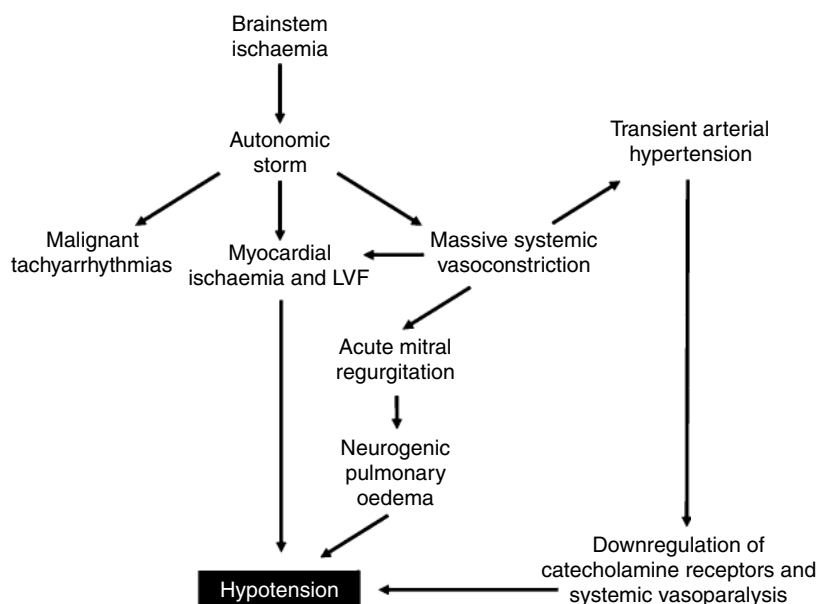 Brainstem
ischaemia
Autonomic
storm
Transient arterial
hypertension
Malignant
tachyarrhythmias
Myocardial
ischaemia and LVF
Massive systemic
vasoconstriction
Acute mitral
regurgitation
Neurogenic
pulmonary
oedema
Downregulation of
catecholamine receptors and
systemic vasoparalysis
Hypotension